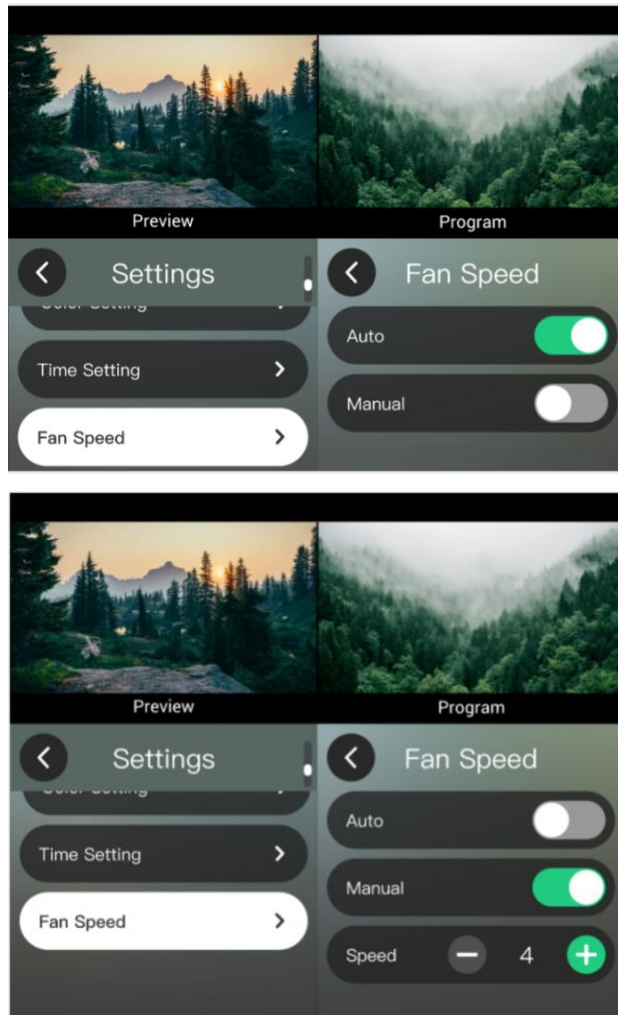 Preview
Program
Settings
Fan Speed
Time Setting
Fan Speed
Auto
Manual
Preview
Program
Settings
Fan Speed
Time Setting
Fan Speed
Auto
Manual
Speed
4